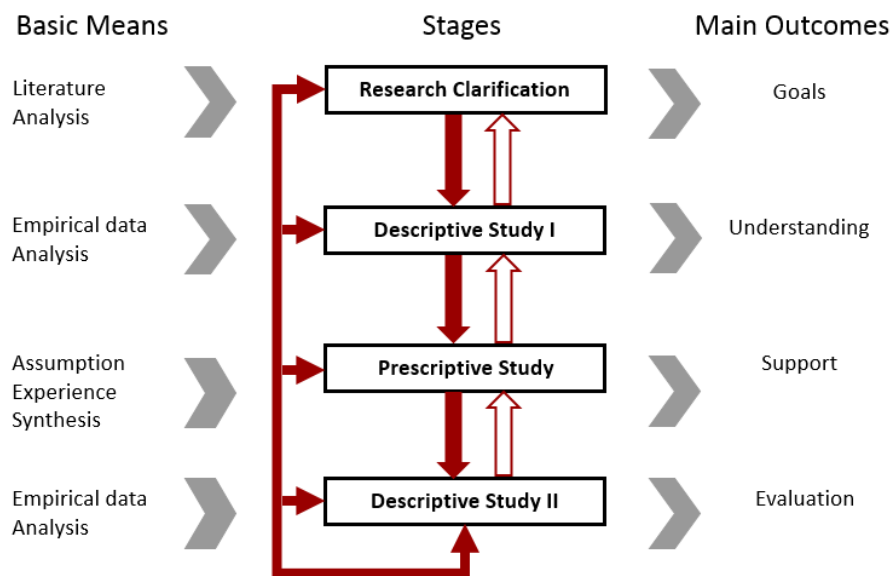 Basic Means
Stages
Main Outcomes
Literature
Analysis
Research Clarification
Goals
Empirical data
Analysis
Descriptive Study I
Understanding
Assumption
Experience
Synthesis
Prescriptive Study
Support
Empirical data
Analysis
Descriptive Study II
Evaluation